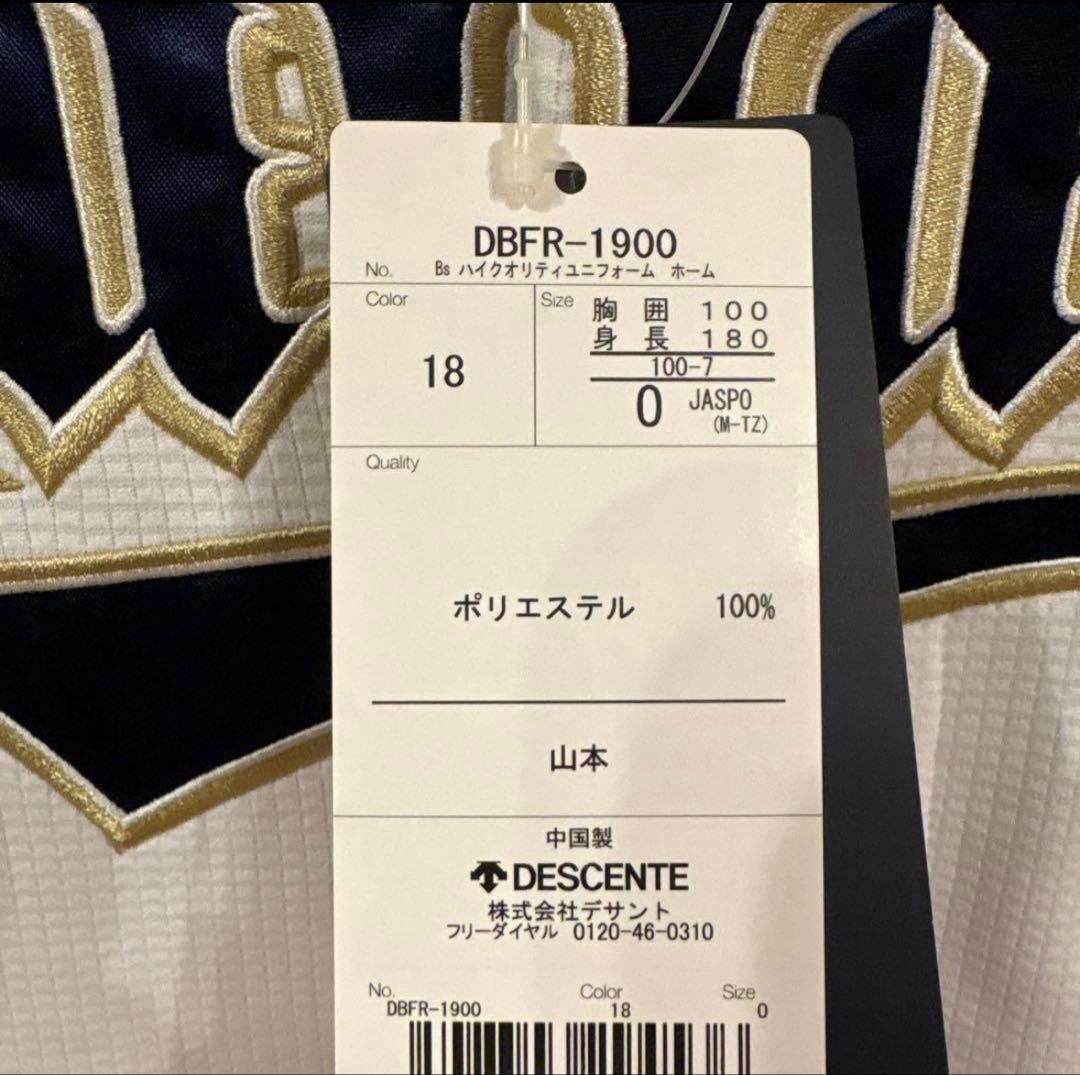 DBFR-1900
No. Bs ハイクオリティユニフォーム ホーム
Color
18
Size
胸 囲 100
身 長 180
100-7
0 JASPO
(M-TZ)
Quality
ポリエステル 100%
山本
中国製
DESCENTE
株式会社デサント
フリーダイヤル 0120-46-0310
No. Color Size
DBFR-1900 18 0